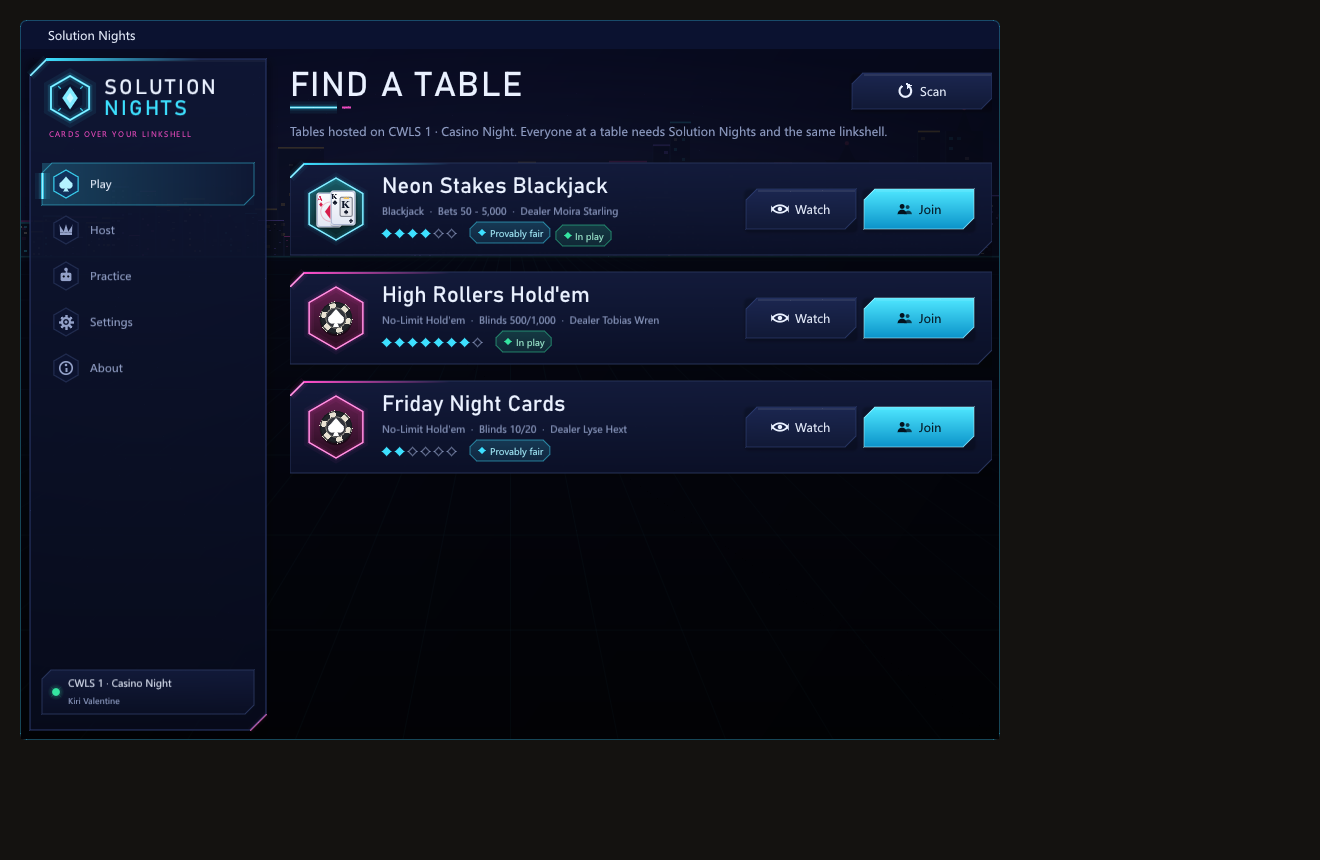 Solution Nights
SOLUTION
NIGHTS
CARDS OVER YOUR LINKSHELL
Play
Host
Practice
Settings
About
CWLS 1 · Casino Night
Kiri Valentine
FIND A TABLE
Scan
Tables hosted on CWLS 1 · Casino Night. Everyone at a table needs Solution Nights and the same linkshell.
Neon Stakes Blackjack
Blackjack · Bets 50 - 5,000 · Dealer Moira Starling
Provably fair
In play
Watch
Join
High Rollers Hold'em
No-Limit Hold'em · Blinds 500/1,000 · Dealer Tobias Wren
In play
Watch
Join
Friday Night Cards
No-Limit Hold'em · Blinds 10/20 · Dealer Lyse Hext
Provably fair
Watch
Join